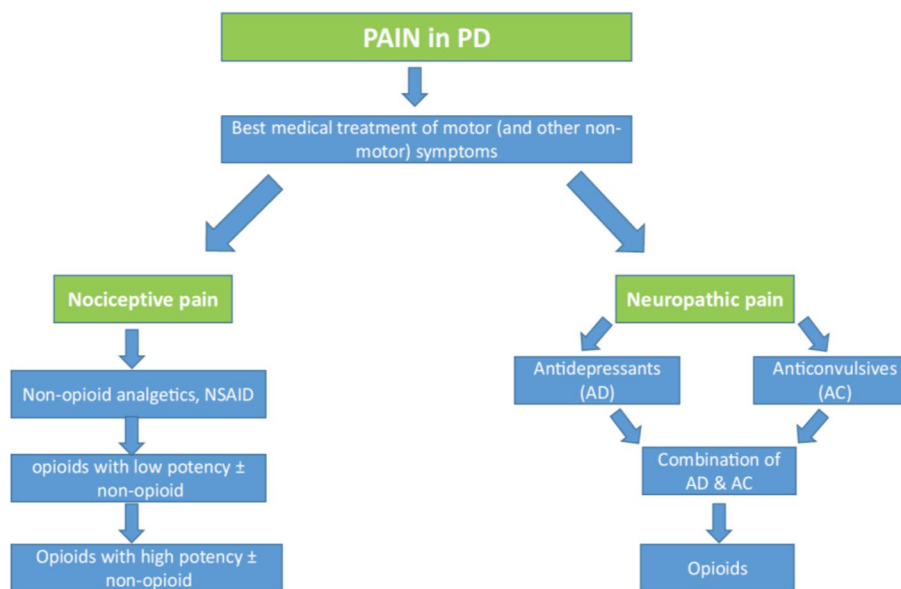 PAIN in PD
Best medical treatment of motor (and other non-
motor) symptoms
Nociceptive pain
Non-opioid analgetics, NSAID
opioids with low potency ±
non-opioid
Opioids with high potency ±
non-opioid
Neuropathic pain
Antidepressants
(AD)
Anticonvulsives
(AC)
Combination of
AD & AC
Opioids